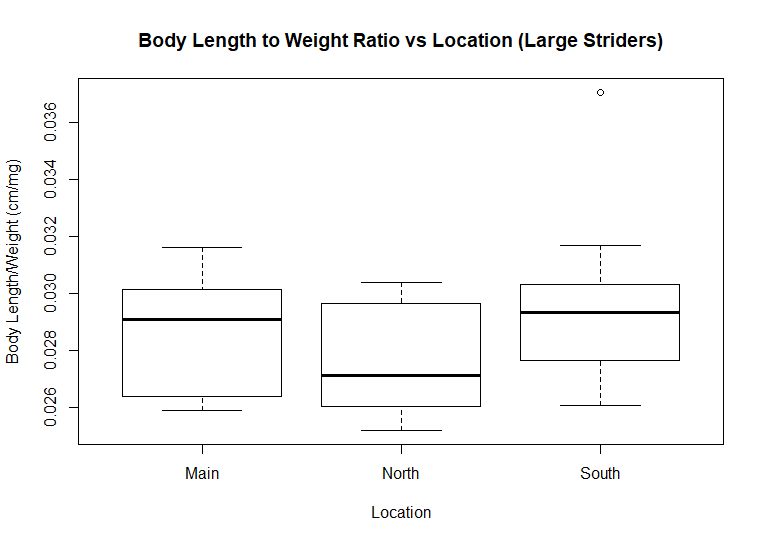 Body Length to Weight Ratio vs Location (Large Striders)
Body Length/Weight (cm/mg)
0.036
0.034
0.032
0.030
0.028
0.026
Main North South
Location